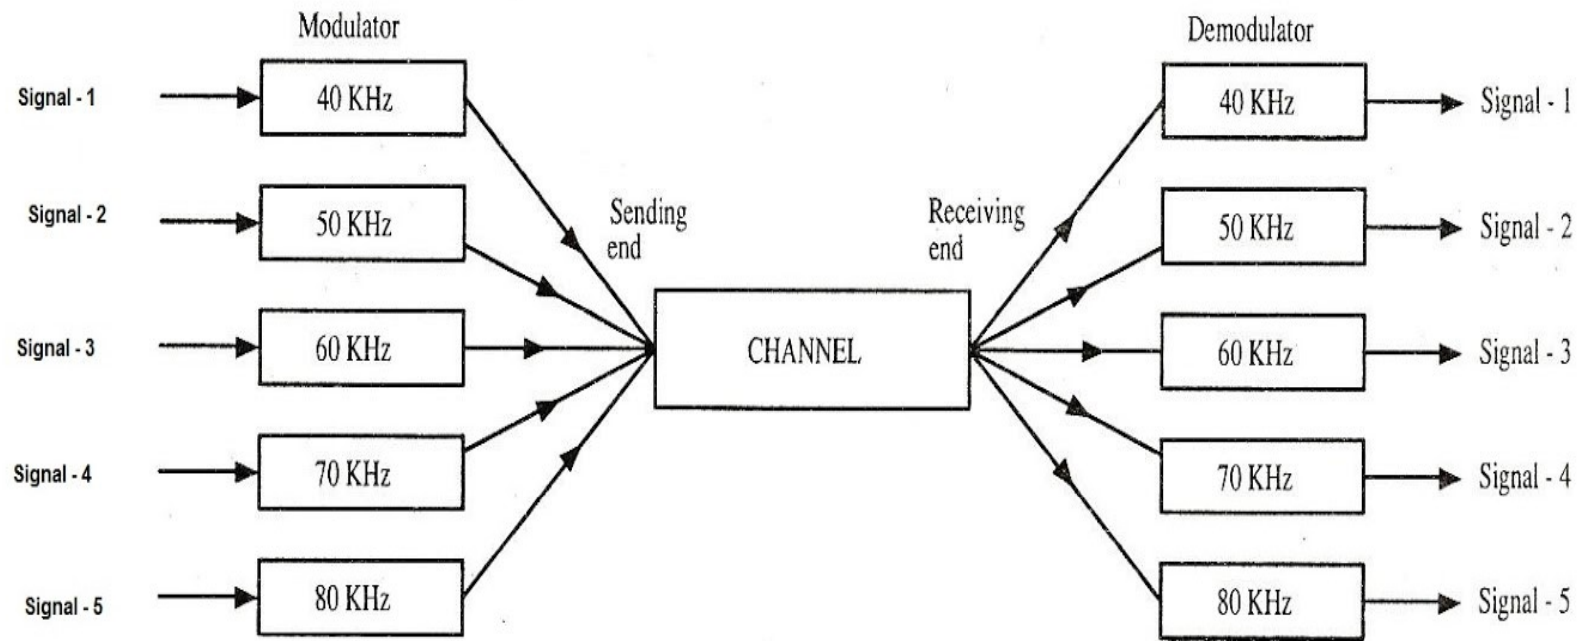 Modulator
Demodulator
Signal - 1
40 KHz
40 KHz
Signal - 1
Signal - 2
50 KHz
Sending
end
Receiving
end
50 KHz
Signal - 2
Signal - 3
60 KHz
CHANNEL
60 KHz
Signal - 3
Signal - 4
70 KHz
70 KHz
Signal - 4
Signal - 5
80 KHz
80 KHz
Signal - 5